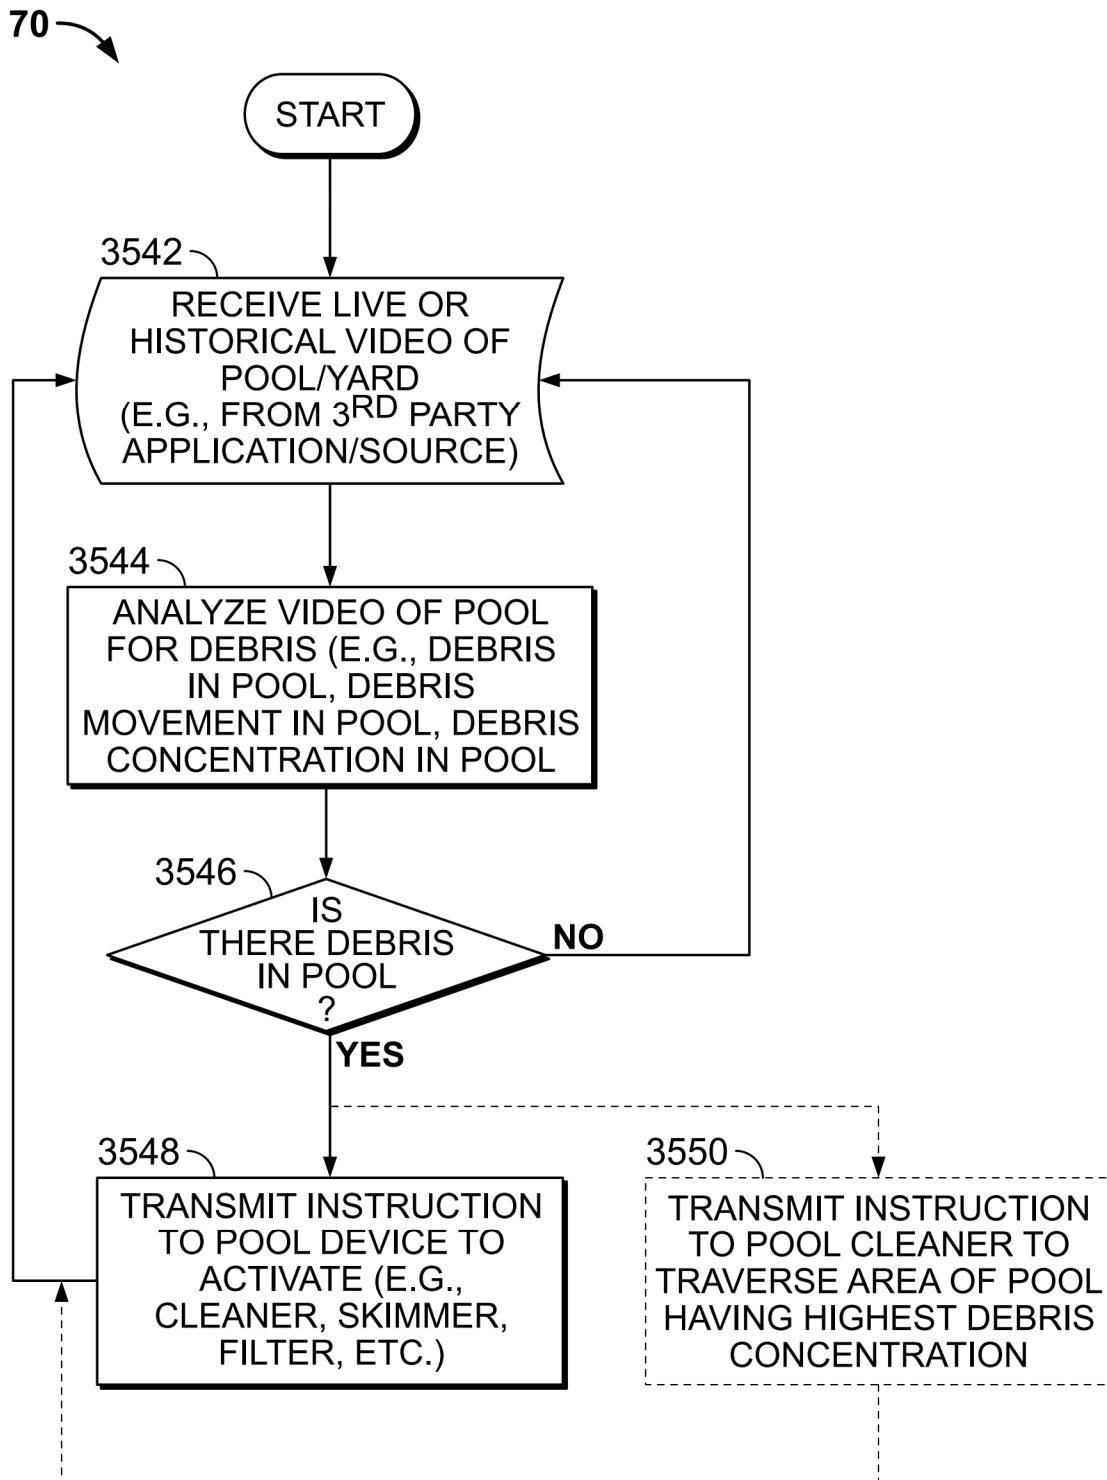 70
START
3542
RECEIVE LIVE OR
HISTORICAL VIDEO OF
POOL/YARD
(E.G., FROM 3RD PARTY
APPLICATION/SOURCE)
3544
ANALYZE VIDEO OF POOL
FOR DEBRIS (E.G., DEBRIS
IN POOL, DEBRIS
MOVEMENT IN POOL, DEBRIS
CONCENTRATION IN POOL
3546
IS
THERE DEBRIS
IN POOL
?
NO
YES
3548
TRANSMIT INSTRUCTION
TO POOL DEVICE TO
ACTIVATE (E.G.,
CLEANER, SKIMMER,
FILTER, ETC.)
3550
TRANSMIT INSTRUCTION
TO POOL CLEANER TO
TRAVERSE AREA OF POOL
HAVING HIGHEST DEBRIS
CONCENTRATION